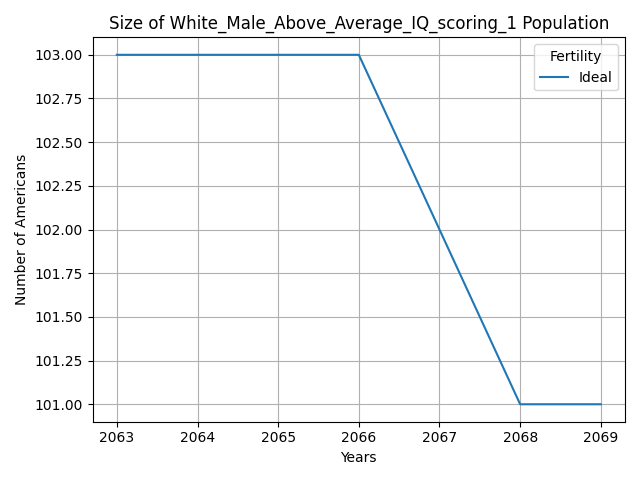 Size of White_Male_Above_Average_IQ_scoring_1 Population
Fertility
Ideal
Number of Americans
103.00
102.75
102.50
102.25
102.00
101.75
101.50
101.25
101.00
2063 2064 2065 2066 2067 2068 2069
Years